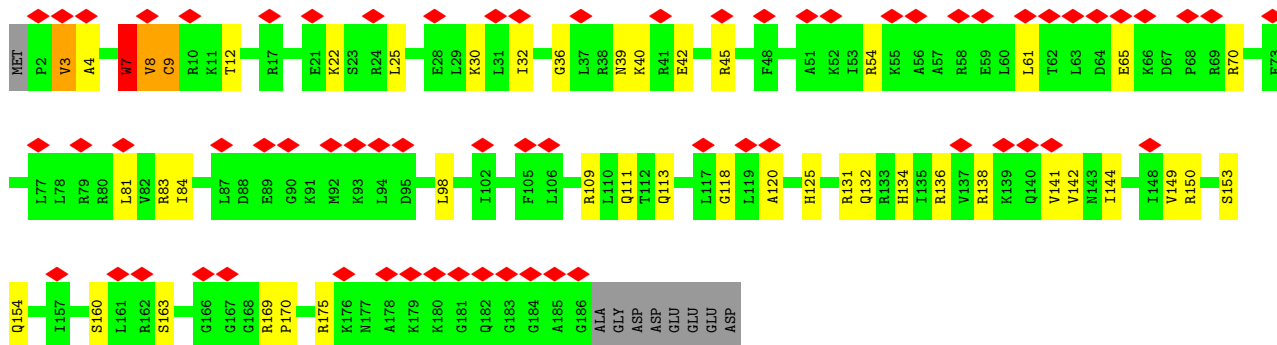 MET P2 V3 A4 W7 V8 C9 R10 K11 T12 R17 E21 K22 S23 R24 L25 E28 L29 K30 L31 I32 G36 L37 R38 N39 K40 R41 E42 R45 F48 A51 K52 I53 R54 K55 A56 A57 R58 E59 L60 L61 T62 L63 D64 E65 K66 D67 P68 R69 R70 E73
L77 L78 R79 R80 L81 V82 R83 I84 L87 D88 E89 G90 K91 M92 K93 L94 D95 L98 I102 F105 L106 R109 L110 Q111 T112 Q113 L117 G118 L119 A120 H125 R131 Q132 R133 H134 I135 R136 V137 R138 K139 Q140 V141 V142 N143 I144 I148 V149 R150 S153
Q154 I157 S160 L161 R162 S163 G166 G167 G168 R169 P170 R175 K176 N177 A178 K179 K180 G181 Q182 G183 G184 A185 G186 ALA GLY ASP ASP GLU GLU GLU ASP